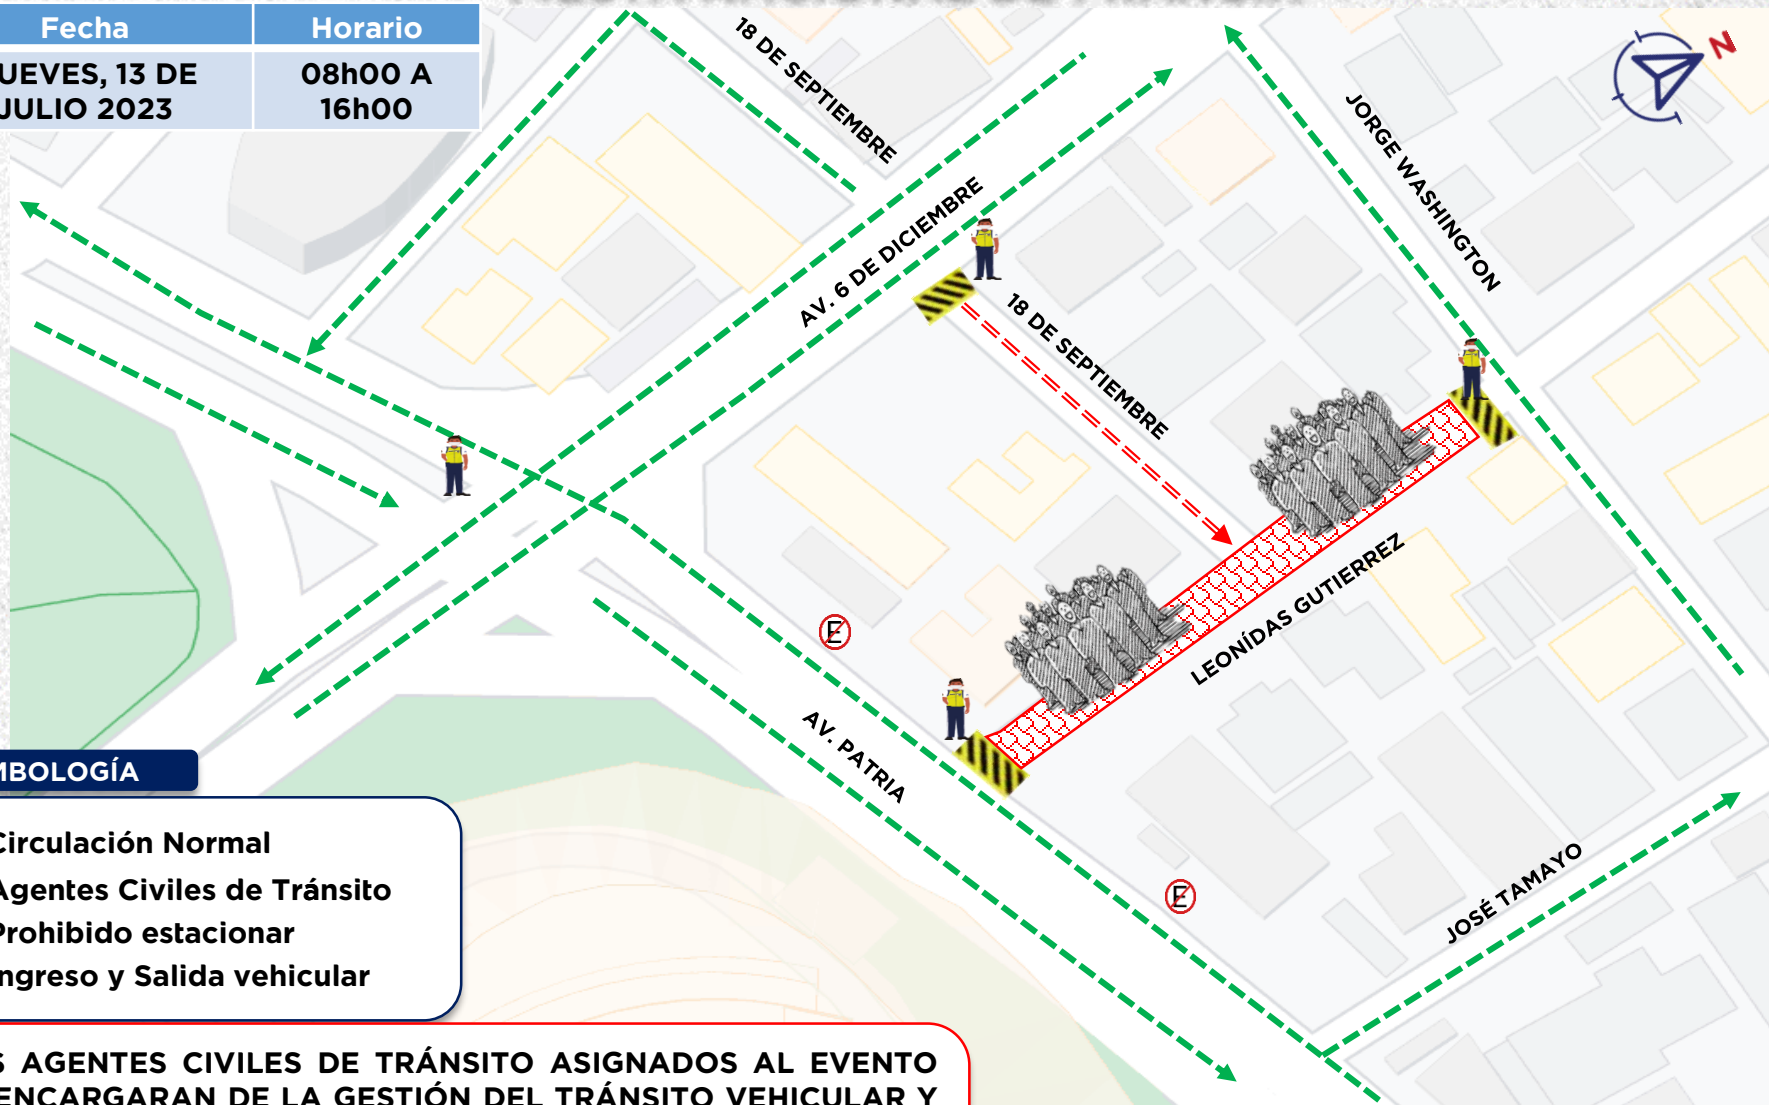 Fecha
Horario
UEVES, 13 DE
JULIO 2023
08h00 A
16h00
18 DE SEPTIEMBRE
N
JORGE WASHINGTON
AV. 6 DE DICIEMBRE
18 DE SEPTIEMBRE
LEONÍDAS GUTIERREZ
E
AV. PATRIA
E
JOSÉ TAMAYO
MBOLOGÍA
Circulación Normal
Agentes Civiles de Tránsito
Prohibido estacionar
ngreso y Salida vehicular
S AGENTES CIVILES DE TRÁNSITO ASIGNADOS AL EVENTO
ENCARGARAN DE LA GESTIÓN DEL TRÁNSITO VEHICULAR Y